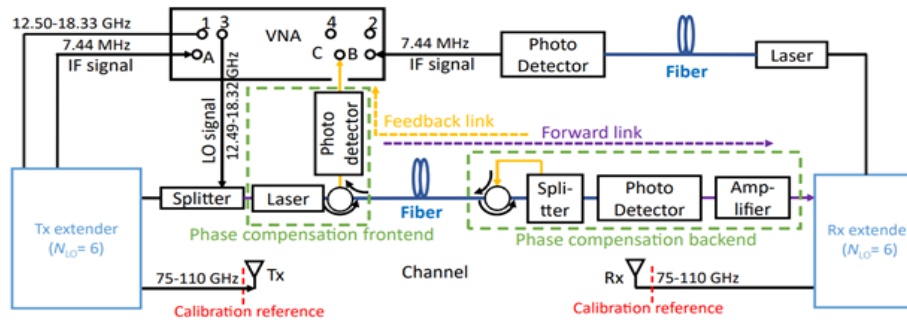 12.50-18.33 GHz
1 3 4 2
VNA
7.44 MHz
IF signal
A
C B
7.44 MHz
IF signal
Photo
Detector
Fiber
Laser
LO signal
12.49-18.32 GHz
Photo
detector
Feedback link
Forward link
Tx extender
(N_LO= 6)
Splitter
Laser
Fiber
Spli-
tter
Photo
Detector
Amp-
lifier
Rx extender
(N_LO= 6)
Phase compensation frontend
Phase compensation backend
75-110 GHz
Tx
Channel
Rx
75-110 GHz
Calibration reference
Calibration reference